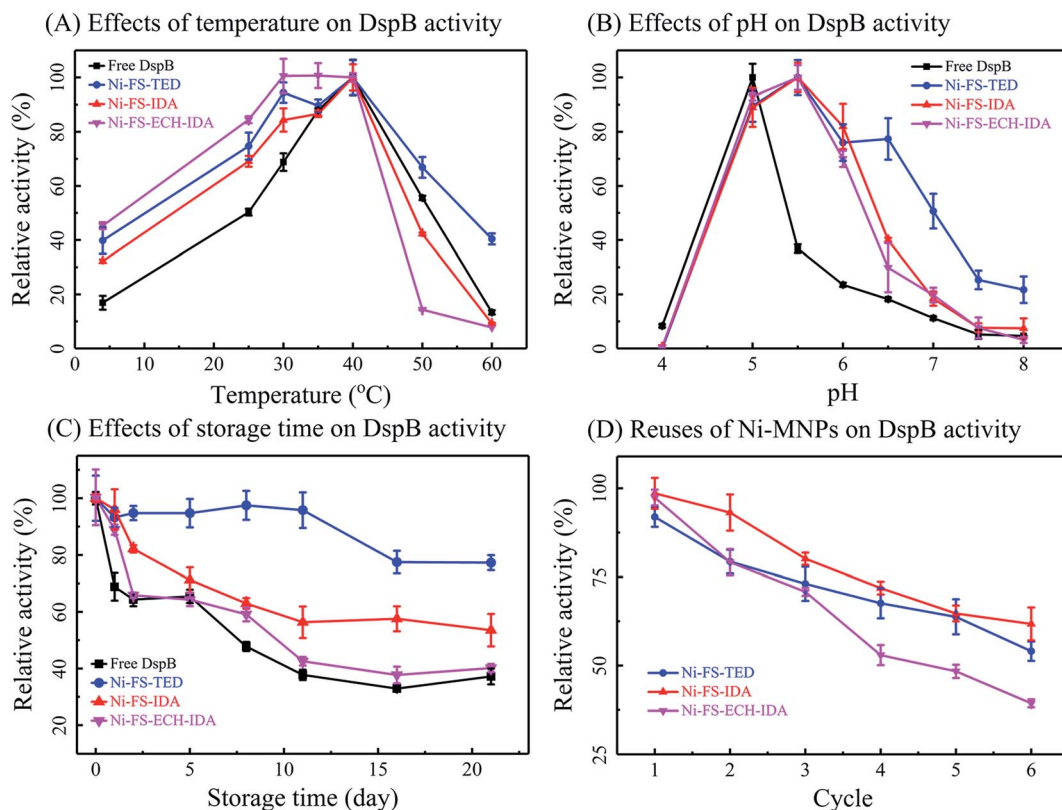 (A) Effects of temperature on DspB activity
Free DspB
Ni-FS-TED
Ni-FS-IDA
Ni-FS-ECH-IDA
Relative activity (%)
0 20 40 60 80 100
0 10 20 30 40 50 60
Temperature (°C)
(B) Effects of pH on DspB activity
Free DspB
Ni-FS-TED
Ni-FS-IDA
Ni-FS-ECH-IDA
Relative activity (%)
0 20 40 60 80 100
4 5 6 7 8
pH
(C) Effects of storage time on DspB activity
Relative activity (%)
20 40 60 80 100
Free DspB
Ni-FS-TED
Ni-FS-IDA
Ni-FS-ECH-IDA
0 5 10 15 20
Storage time (day)
(D) Reuses of Ni-MNPs on DspB activity
Relative activity (%)
25 50 75 100
Ni-FS-TED
Ni-FS-IDA
Ni-FS-ECH-IDA
1 2 3 4 5 6
Cycle